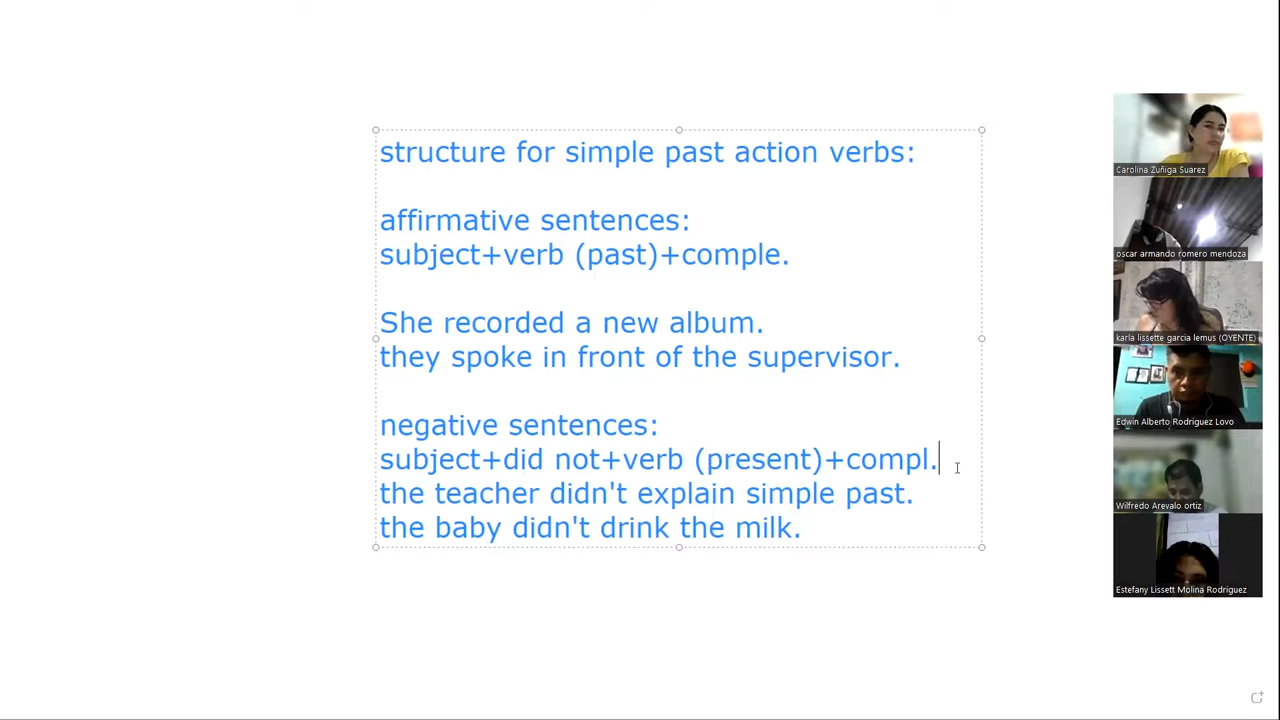 structure for simple past action verbs:
affirmative sentences:
subject+verb (past)+comple.
She recorded a new album.
they spoke in front of the supervisor.
negative sentences:
subject+did not+verb (present)+compl.
the teacher didn't explain simple past.
the baby didn't drink the milk.
Carolina Zuñiga Suarez
oscar armando romero mendoza
karla lissette garcia lemus (OYENTE)
Edwin Alberto Rodriguez Lovo
Wilfredo Arevalo ortiz
Estefany Lissett Molina Rodriguez